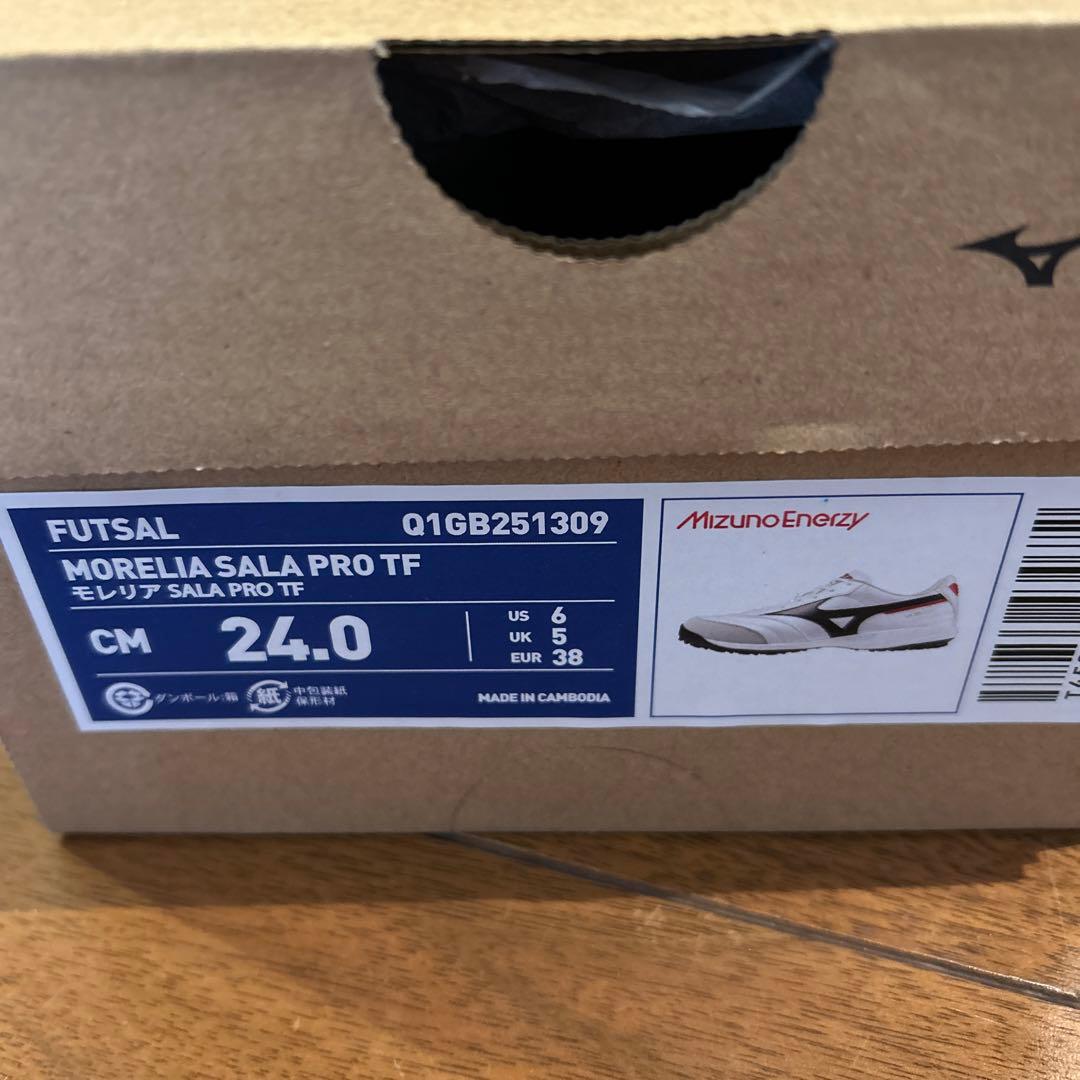 FUTSAL Q1GB251309
MORELIA SALA PRO TF
モレリア SALA PRO TF
CM 24.0
US 6
UK 5
EUR 38
ダンボール:箱
紙
中包装紙
保形材
MADE IN CAMBODIA
MIZUNO ENERZY